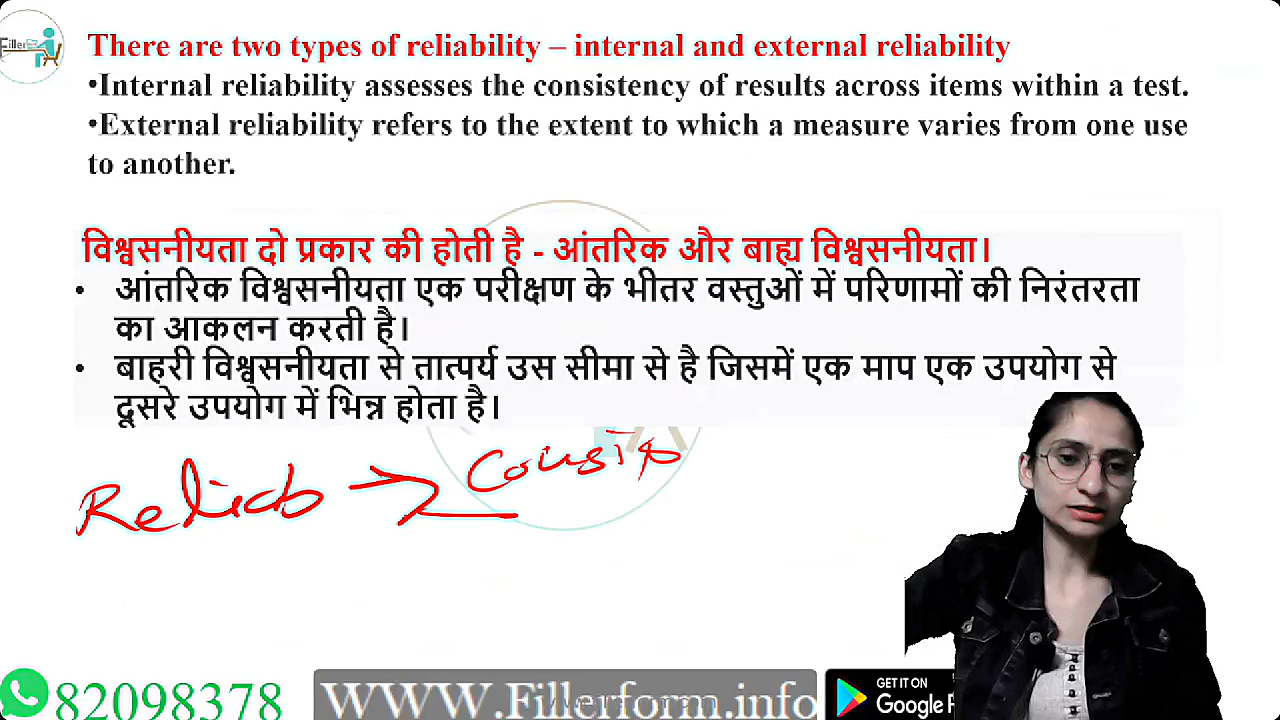 Filler
There are two types of reliability – internal and external reliability
•Internal reliability assesses the consistency of results across items within a test.
•External reliability refers to the extent to which a measure varies from one use
to another.
विश्वसनीयता दो प्रकार की होती है - आंतरिक और बाह्य विश्वसनीयता।
• आंतरिक विश्वसनीयता एक परीक्षण के भीतर वस्तुओं में परिणामों की निरंतरता
का आकलन करती है।
• बाहरी विश्वसनीयता से तात्पर्य उस सीमा से है जिसमें एक माप एक उपयोग से
दूसरे उपयोग में भिन्न होता है।
82098378
WWW.Fillerform.info
GET IT ON
Google